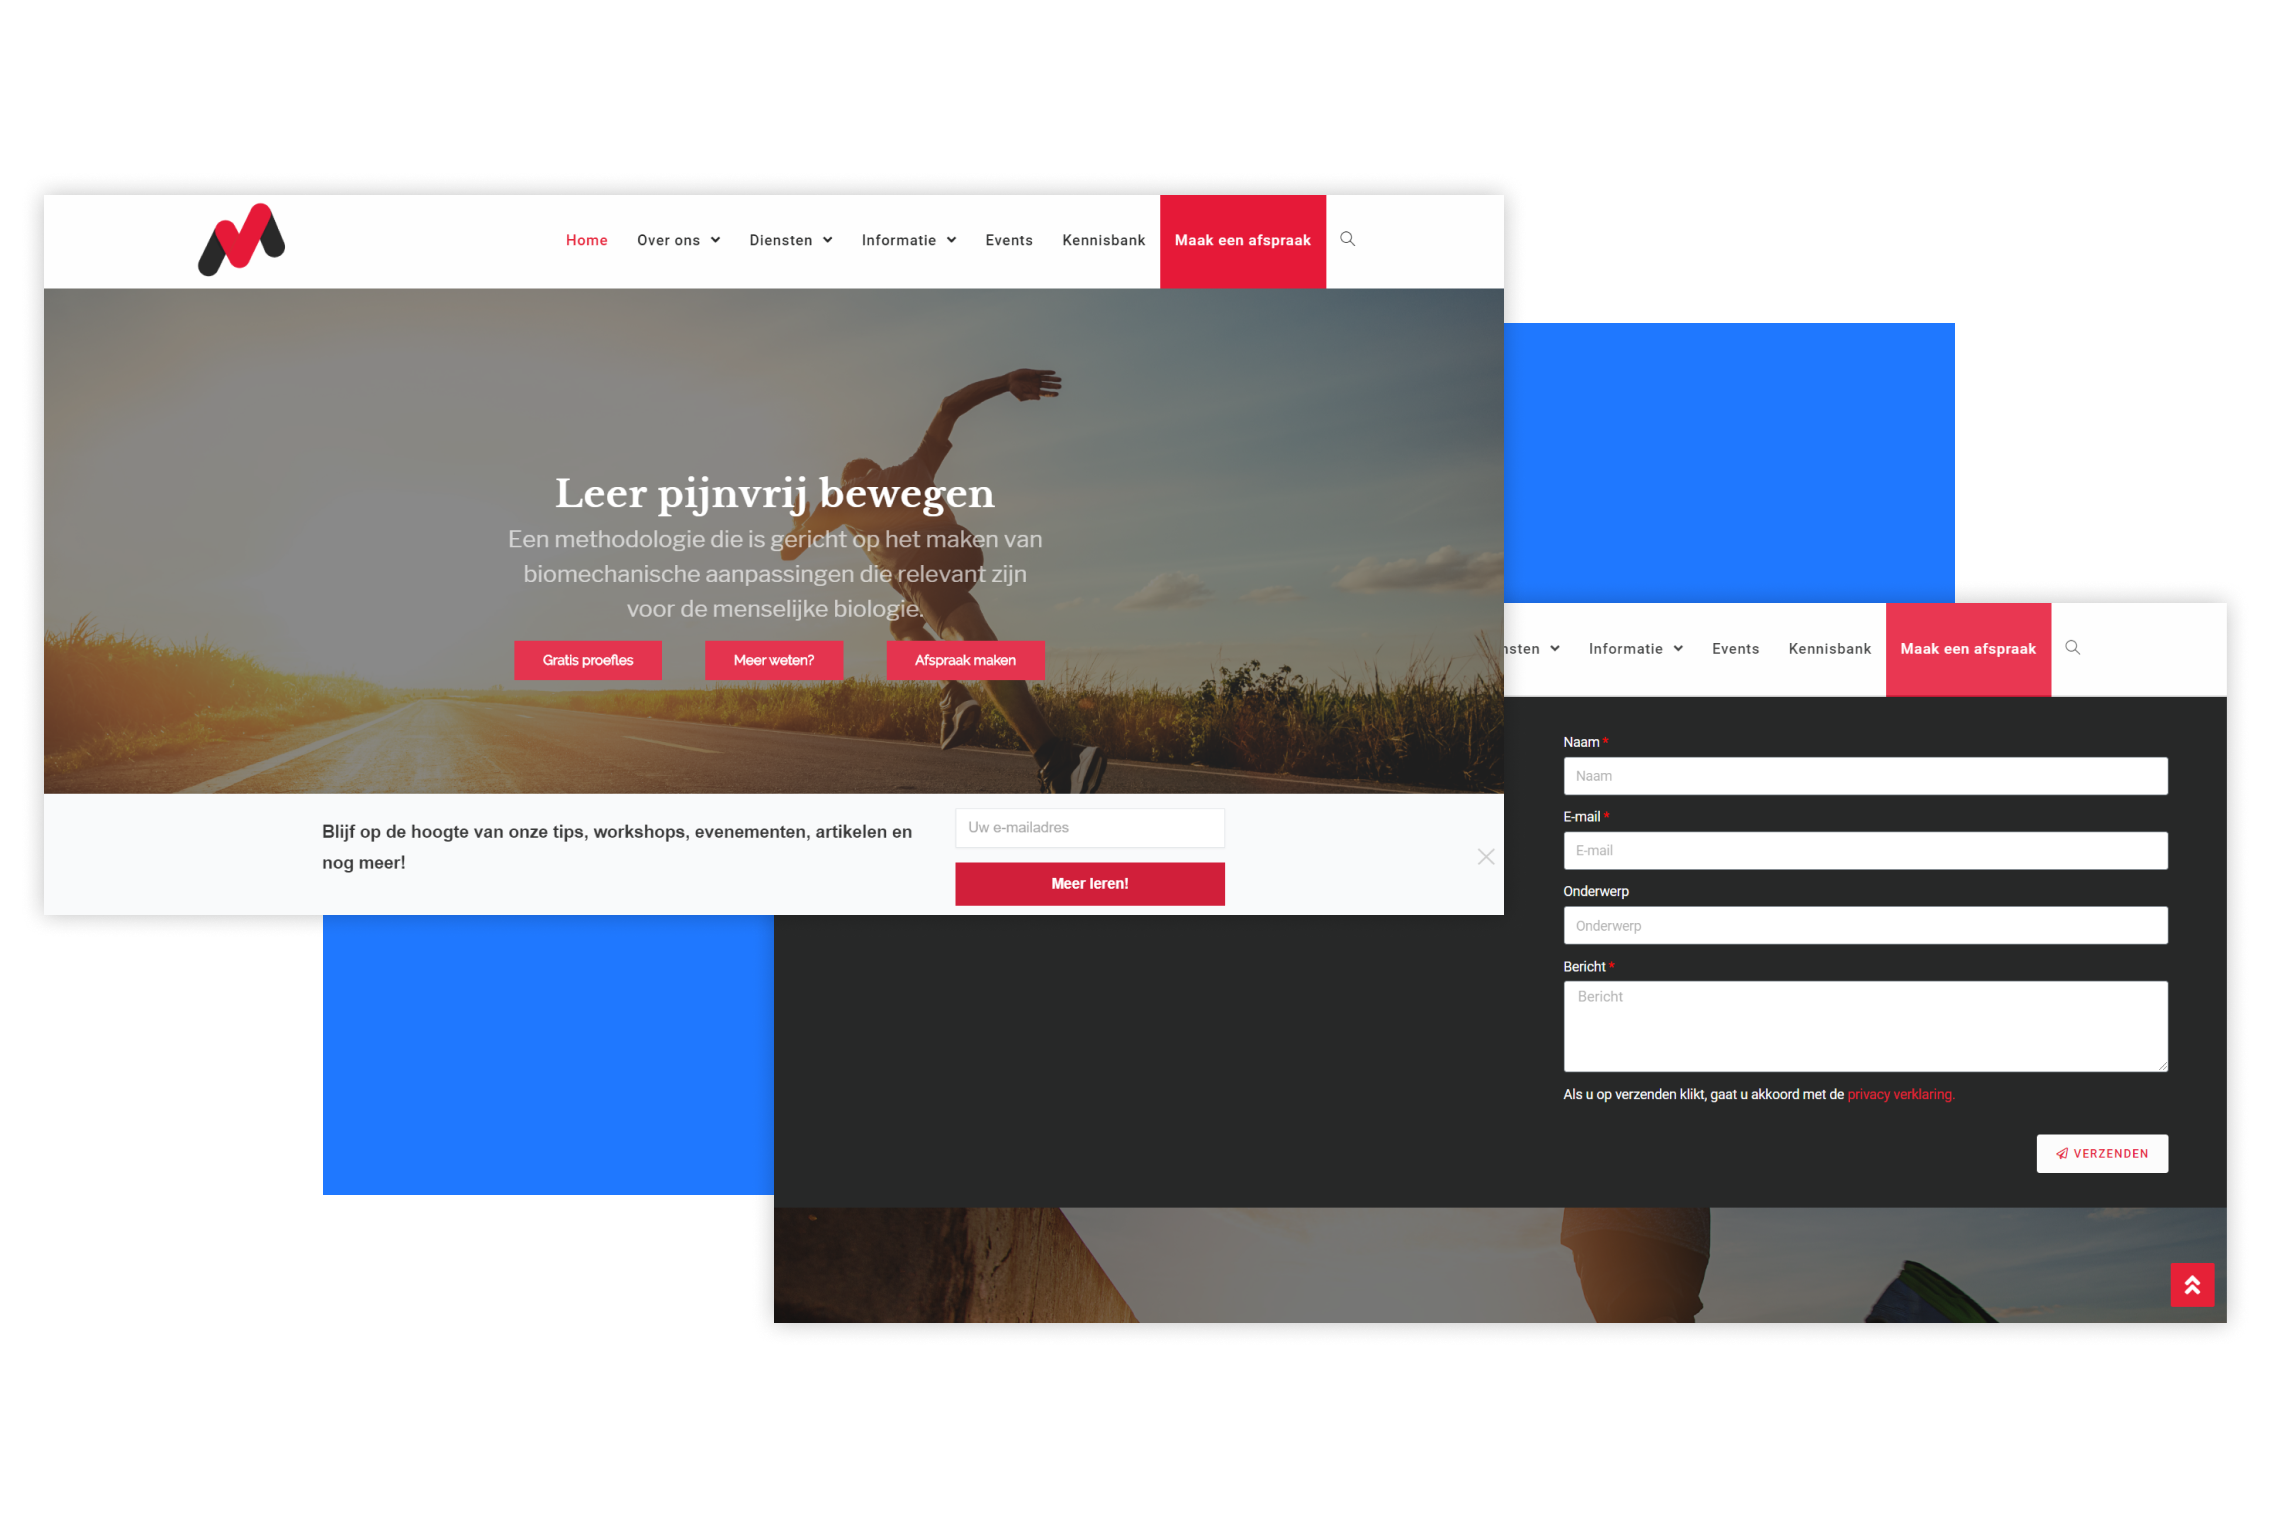 Home Over ons Diensten Informatie Events Kennisbank Maak een afspraak
Leer pijnvrij bewegen
Een methodologie die is gericht op het maken van
biomechanische aanpassingen die relevant zijn
voor de menselijke biologie.
Gratis proefles Meer weten? Afspraak maken
Blijf op de hoogte van onze tips, workshops, evenementen, artikelen en
nog meer!
Uw e-mailadres
Meer leren!
nsten Informatie Events Kennisbank Maak een afspraak
Naam *
Naam
E-mail *
E-mail
Onderwerp
Onderwerp
Bericht *
Bericht
Als u op verzenden klikt, gaat u akkoord met de privacy verklaring.
VERZENDEN